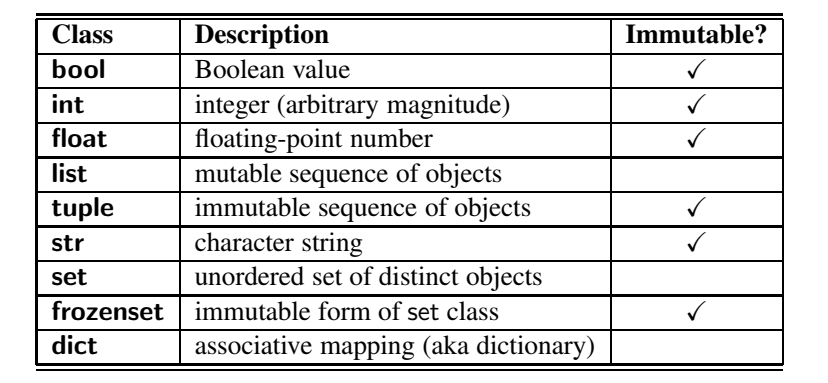 Class Description Immutable?
bool Boolean value ✓
int integer (arbitrary magnitude) ✓
float floating-point number ✓
list mutable sequence of objects
tuple immutable sequence of objects ✓
str character string ✓
set unordered set of distinct objects
frozenset immutable form of set class ✓
dict associative mapping (aka dictionary)